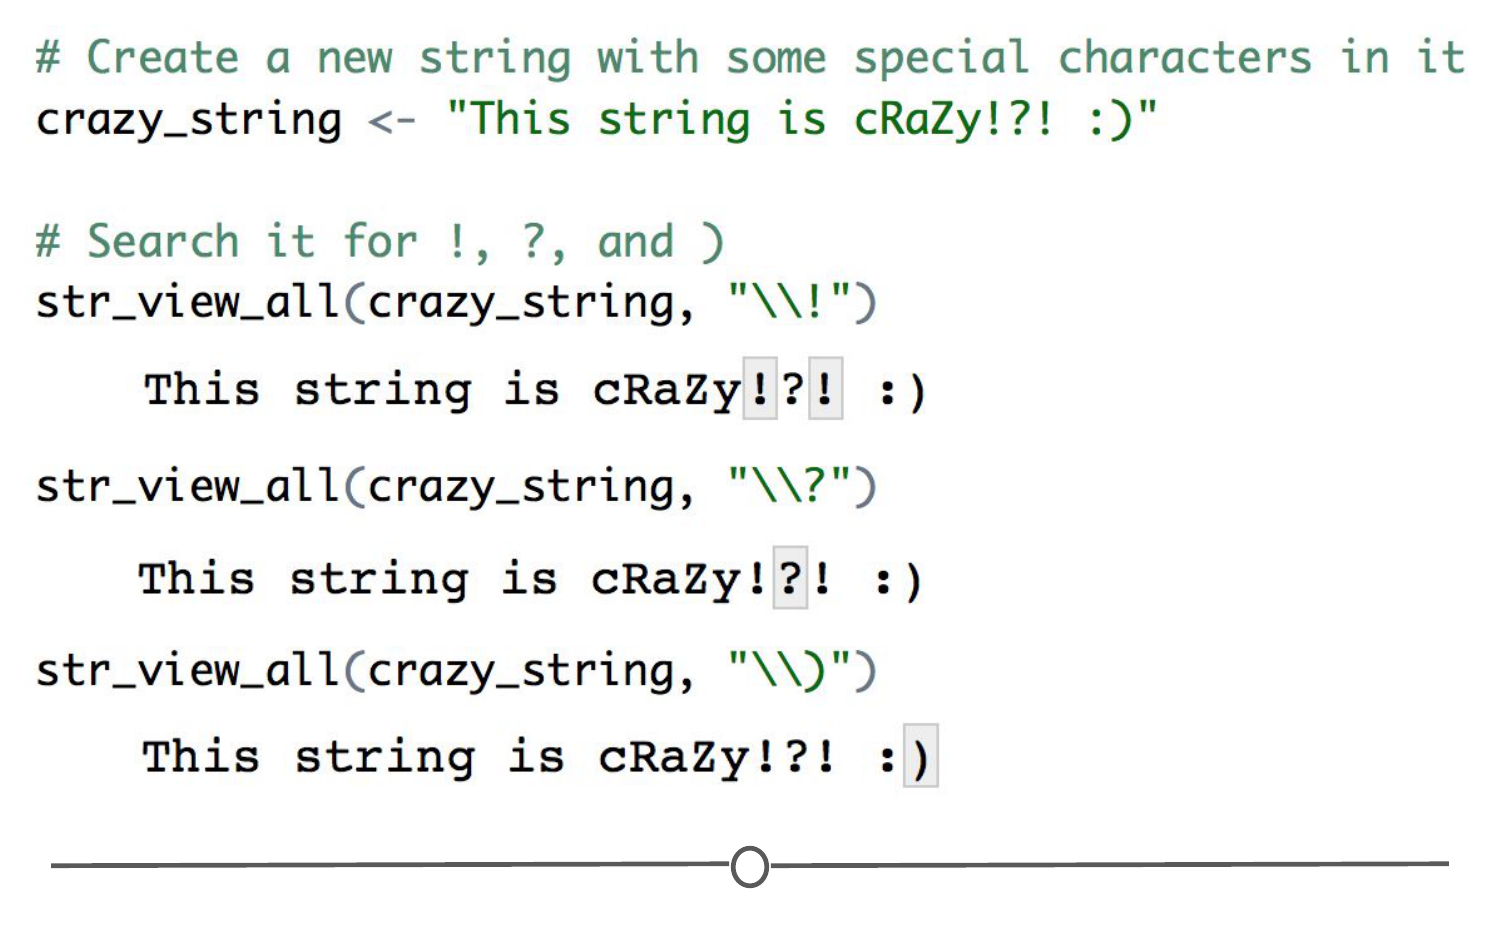 # Create a new string with some special characters in it
crazy_string <- "This string is cRaZy!?! :)"
# Search it for !, ?, and )
str_view_all(crazy_string, "\\!")
This string is cRaZy!?! :)
str_view_all(crazy_string, "\\?")
This string is cRaZy!?! :)
str_view_all(crazy_string, "\\)")
This string is cRaZy!?! :)